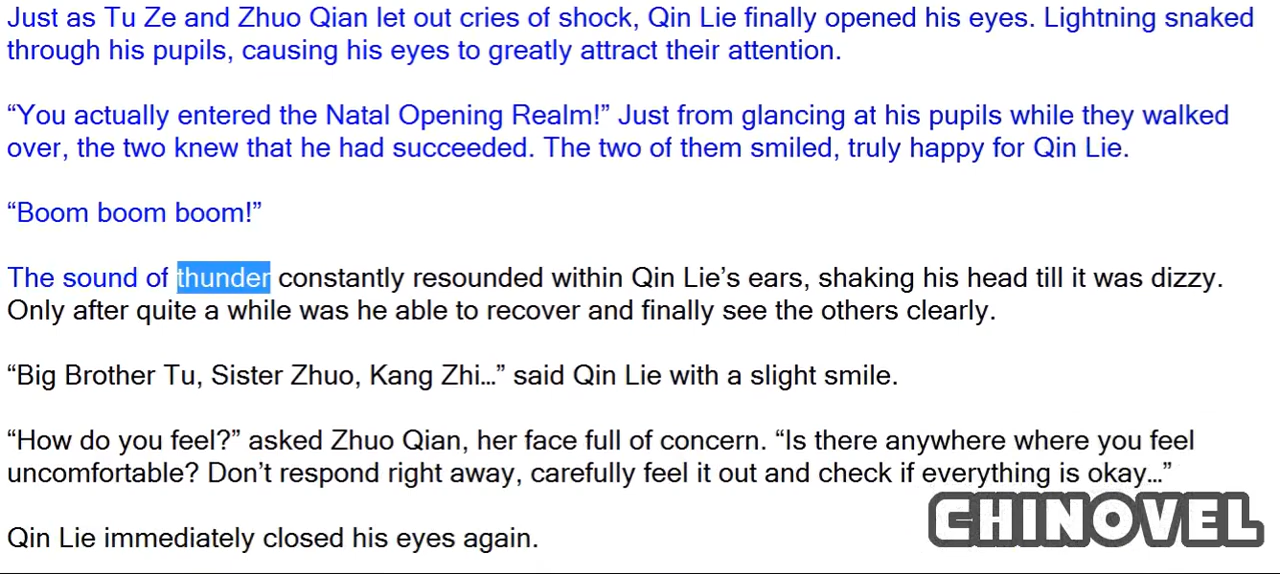 Just as Tu Ze and Zhuo Qian let out cries of shock, Qin Lie finally opened his eyes. Lightning snaked
through his pupils, causing his eyes to greatly attract their attention.
“You actually entered the Natal Opening Realm!” Just from glancing at his pupils while they walked
over, the two knew that he had succeeded. The two of them smiled, truly happy for Qin Lie.
“Boom boom boom!”
The sound of thunder constantly resounded within Qin Lie’s ears, shaking his head till it was dizzy.
Only after quite a while was he able to recover and finally see the others clearly.
“Big Brother Tu, Sister Zhuo, Kang Zhi…” said Qin Lie with a slight smile.
“How do you feel?” asked Zhuo Qian, her face full of concern. “Is there anywhere where you feel
uncomfortable? Don’t respond right away, carefully feel it out and check if everything is okay…”
Qin Lie immediately closed his eyes again.
CHINOVEL